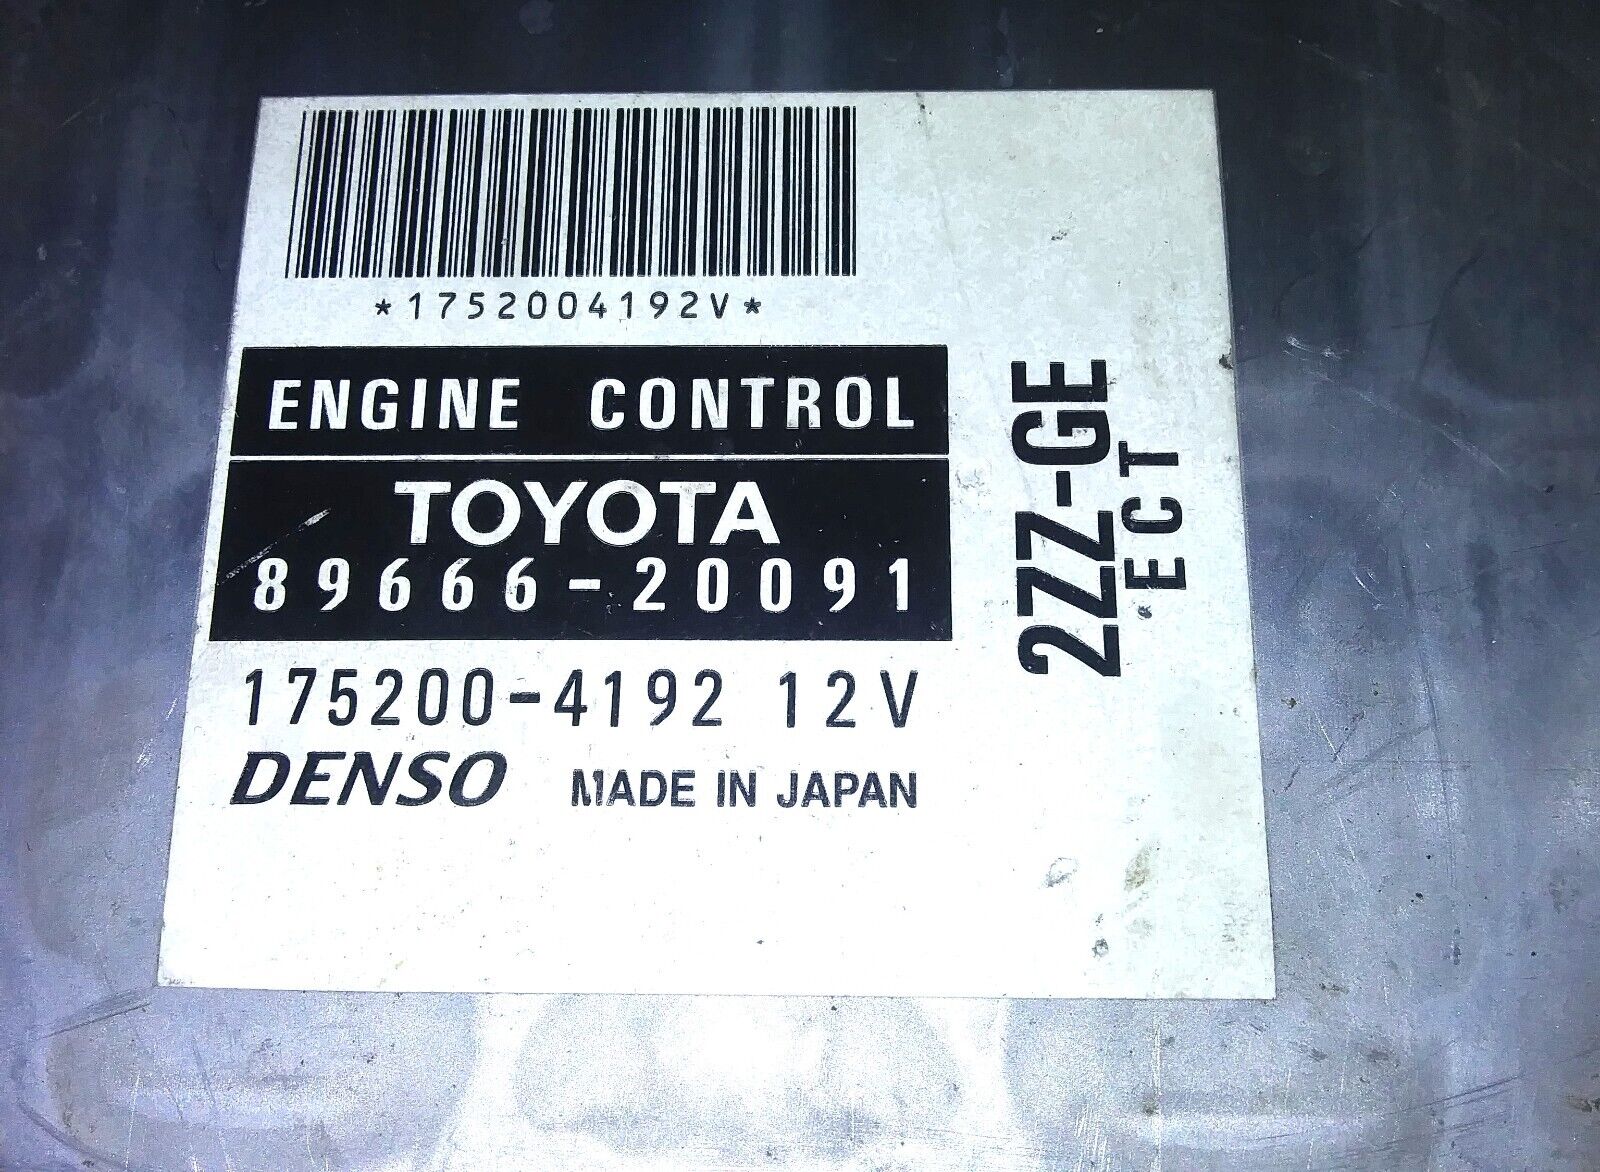 *1752004192V*
ENGINE CONTROL
TOYOTA
89666-20091
175200-4192 12V
DENSO MADE IN JAPAN
2ZZ-GE
ECT